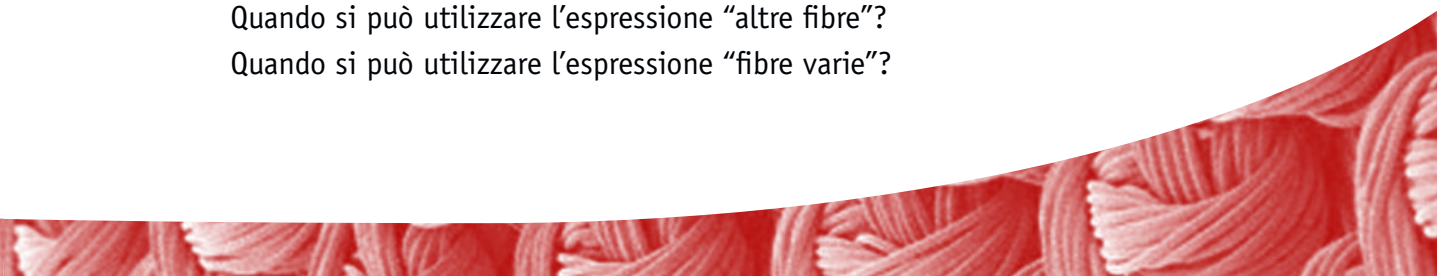 Quando si può utilizzare l’espressione “altre fibre”?
Quando si può utilizzare l’espressione “fibre varie”?